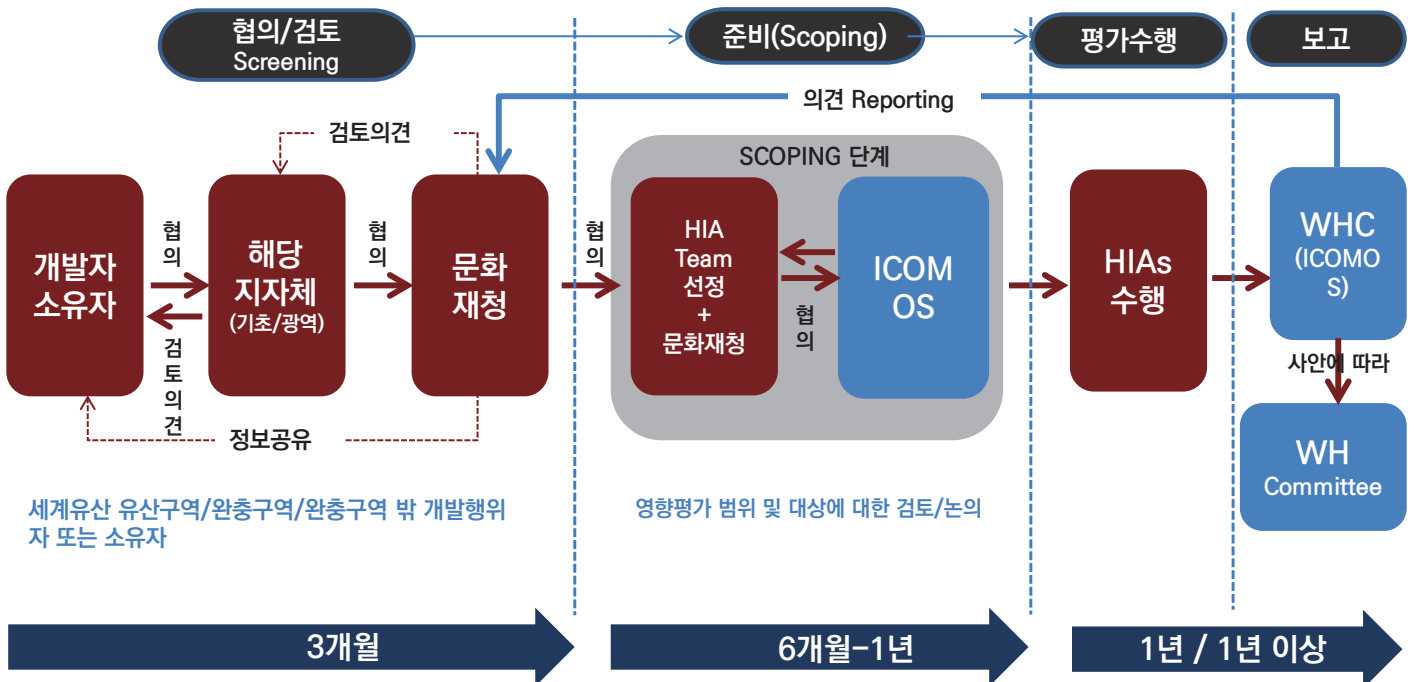 협의/검토
Screening
준비(Scoping)
평가수행
보고
의견 Reporting
검토의견
SCOPING 단계
개발자
소유자
협의
검토의견
해당
지자체
(기초/광역)
협의
문화
재청
협의
HIA
Team
선정
+
문화재청
협의
ICOM
OS
HIAs
수행
WHC
(ICOMO
S)
사안에 따라
WH
Committee
정보공유
세계유산 유산구역/완충구역/완충구역 밖 개발행위
자 또는 소유자
영향평가 범위 및 대상에 대한 검토/논의
3개월
6개월-1년
1년 / 1년 이상